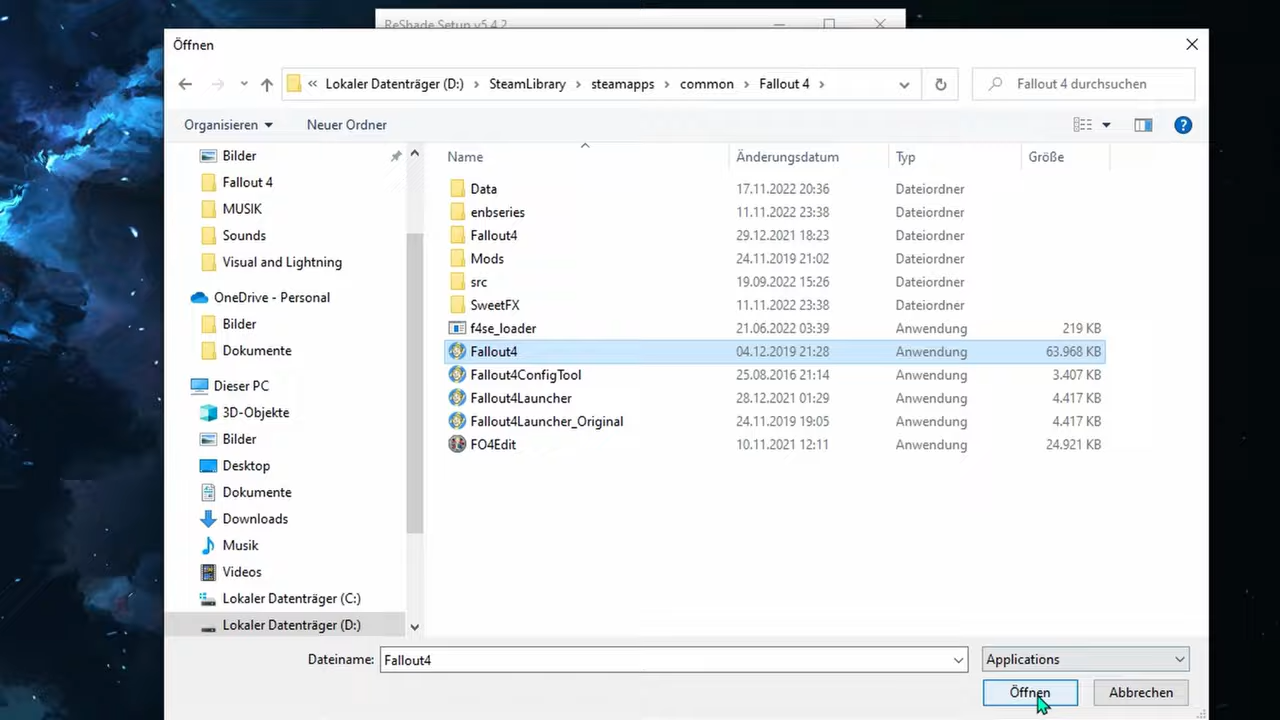 ReShade Setup v5.4.2
Öffnen
« Lokaler Datenträger (D:) › SteamLibrary › steamapps › common › Fallout 4 ›
Fallout 4 durchsuchen
Organisieren
Neuer Ordner
Bilder
Fallout 4
MUSIK
Sounds
Visual and Lightning
OneDrive - Personal
Bilder
Dokumente
Dieser PC
3D-Objekte
Bilder
Desktop
Dokumente
Downloads
Musik
Videos
Lokaler Datenträger (C:)
Lokaler Datenträger (D:)
Name Änderungsdatum Typ Größe
Data 17.11.2022 20:36 Dateiordner
enbseries 11.11.2022 23:38 Dateiordner
Fallout4 29.12.2021 18:23 Dateiordner
Mods 24.11.2019 21:02 Dateiordner
src 19.09.2022 15:26 Dateiordner
SweetFX 11.11.2022 23:38 Dateiordner
f4se_loader 21.06.2022 03:39 Anwendung 219 KB
Fallout4 04.12.2019 21:28 Anwendung 63.968 KB
Fallout4ConfigTool 25.08.2016 21:14 Anwendung 3.407 KB
Fallout4Launcher 28.12.2021 01:29 Anwendung 4.417 KB
Fallout4Launcher_Original 24.11.2019 19:05 Anwendung 4.417 KB
FO4Edit 10.11.2021 12:11 Anwendung 24.921 KB
Dateiname: Fallout4
Applications
Öffnen
Abbrechen